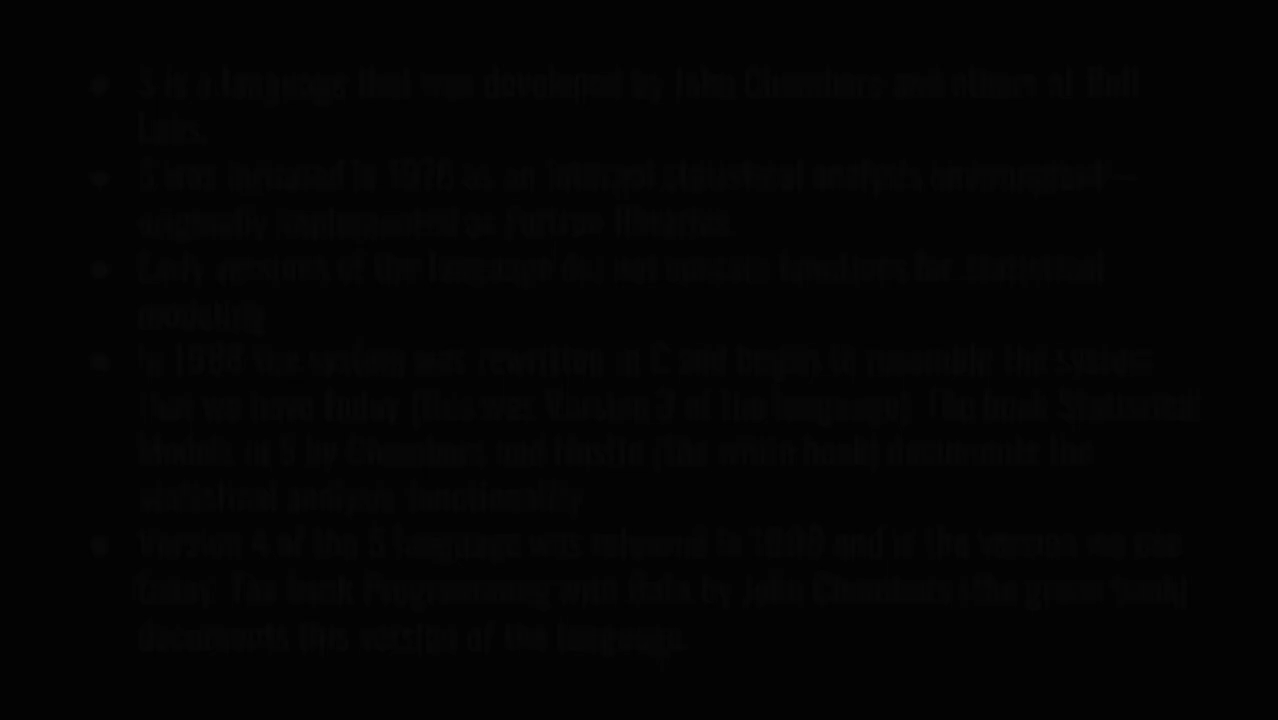 S is a language that was developed by John Chambers and others at Bell
Labs.
S was initiated in 1976 as an internal statistical analysis environment—
originally implemented as Fortran libraries.
Early versions of the language did not contain functions for statistical
modeling.
In 1988 the system was rewritten in C and began to resemble the system
that we have today (this was Version 3 of the language). The book Statistical
Models in S by Chambers and Hastie (the white book) documents the
statistical analysis functionality.
Version 4 of the S language was released in 1998 and is the version we use
today. The book Programming with Data by John Chambers (the green book)
documents this version of the language.